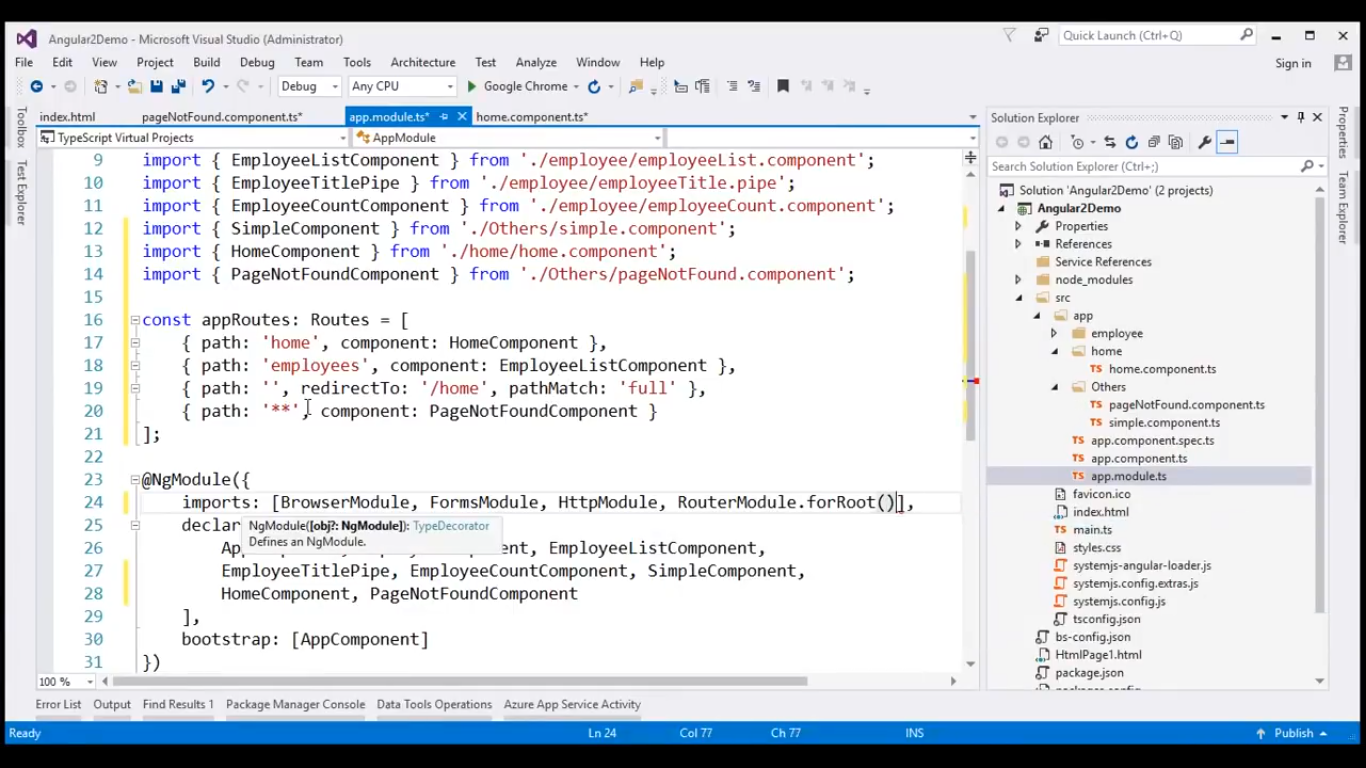 Angular2Demo - Microsoft Visual Studio (Administrator)
Quick Launch (Ctrl+Q)
File Edit View Project Build Debug Team Tools Architecture Test Analyze Window Help
Sign in
Debug Any CPU Google Chrome
Toolbox
Test Explorer
index.html pageNotFound.component.ts* app.module.ts* home.component.ts*
TypeScript Virtual Projects AppModule
9 import { EmployeeListComponent } from './employee/employeeList.component';
10 import { EmployeeTitlePipe } from './employee/employeeTitle.pipe';
11 import { EmployeeCountComponent } from './employee/employeeCount.component';
12 import { SimpleComponent } from './Others/simple.component';
13 import { HomeComponent } from './home/home.component';
14 import { PageNotFoundComponent } from './Others/pageNotFound.component';
15
16 const appRoutes: Routes = [
17 { path: 'home', component: HomeComponent },
18 { path: 'employees', component: EmployeeListComponent },
19 { path: '', redirectTo: '/home', pathMatch: 'full' },
20 { path: '**', component: PageNotFoundComponent }
21 ];
22
23 @NgModule({
24 imports: [BrowserModule, FormsModule, HttpModule, RouterModule.forRoot()],
25 declar
NgModule([obj?: NgModule]): TypeDecorator
Defines an NgModule.
26 Ap ent, EmployeeListComponent,
27 EmployeeTitlePipe, EmployeeCountComponent, SimpleComponent,
28 HomeComponent, PageNotFoundComponent
29 ],
30 bootstrap: [AppComponent]
31 })
100 %
Solution Explorer
Search Solution Explorer (Ctrl+;)
Solution 'Angular2Demo' (2 projects)
Angular2Demo
Properties
References
Service References
node_modules
src
app
employee
home
home.component.ts
Others
TS pageNotFound.component.ts
TS simple.component.ts
TS app.component.spec.ts
TS app.component.ts
TS app.module.ts
favicon.ico
index.html
TS main.ts
styles.css
systemjs-angular-loader.js
systemjs.config.extras.js
systemjs.config.js
tsconfig.json
bs-config.json
HtmlPage1.html
package.json
Properties
Team Explorer
Error List Output Find Results 1 Package Manager Console Data Tools Operations Azure App Service Activity
Ready Ln 24 Col 77 Ch 77 INS Publish